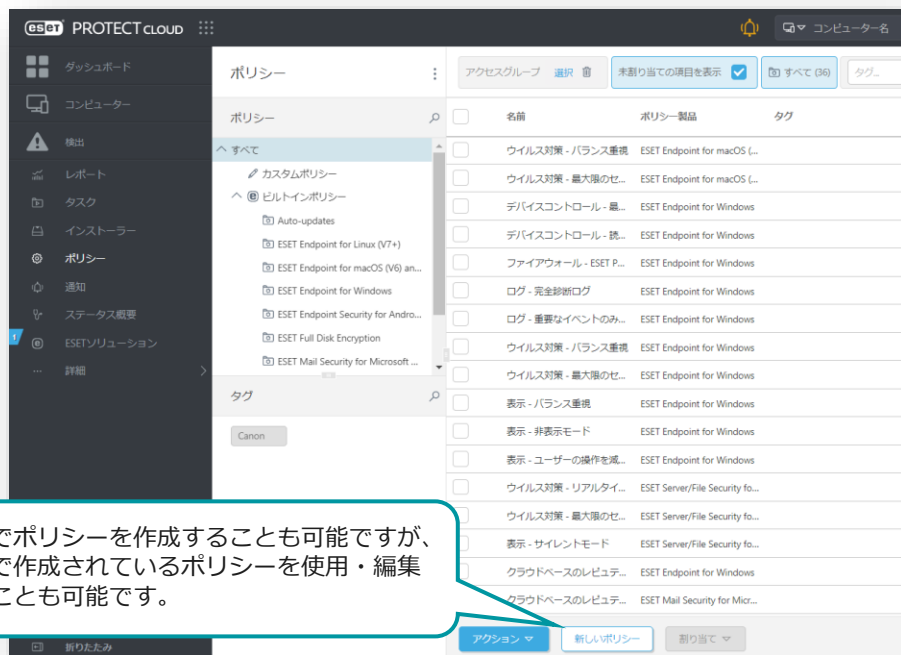 eset PROTECT CLOUD
コンピューター名
ダッシュボード
コンピューター
検出
レポート
タスク
インストーラー
ポリシー
通知
ステータス概要
1
ESETソリューション
詳細
折りたたみ
ポリシー
アクセスグループ 選択
未割り当ての項目を表示
すべて (36)
タグ...
ポリシー
すべて
カスタムポリシー
ビルトインポリシー
Auto-updates
ESET Endpoint for Linux (V7+)
ESET Endpoint for macOS (V6) an...
ESET Endpoint for Windows
ESET Endpoint Security for Andro...
ESET Full Disk Encryption
ESET Mail Security for Microsoft ...
タグ
Canon
名前 ポリシー製品 タグ
ウイルス対策 - バランス重視 ESET Endpoint for macOS (...
ウイルス対策 - 最大限のセ... ESET Endpoint for macOS (...
デバイスコントロール - 最... ESET Endpoint for Windows
デバイスコントロール - 読... ESET Endpoint for Windows
ファイアウォール - ESET P... ESET Endpoint for Windows
ログ - 完全診断ログ ESET Endpoint for Windows
ログ - 重要なイベントのみ... ESET Endpoint for Windows
ウイルス対策 - バランス重視 ESET Endpoint for Windows
ウイルス対策 - 最大限のセ... ESET Endpoint for Windows
表示 - バランス重視 ESET Endpoint for Windows
表示 - 非表示モード ESET Endpoint for Windows
表示 - ユーザーの操作を減... ESET Endpoint for Windows
ウイルス対策 - リアルタイ... ESET Server/File Security fo...
ウイルス対策 - 最大限のセ... ESET Server/File Security fo...
表示 - サイレントモード ESET Server/File Security fo...
クラウドベースのレピュテ... ESET Endpoint for Windows
クラウドベースのレピュテ... ESET Mail Security for Micr...
でポリシーを作成することも可能ですが、
で作成されているポリシーを使用・編集
ことも可能です。
アクション
新しいポリシー
割り当て